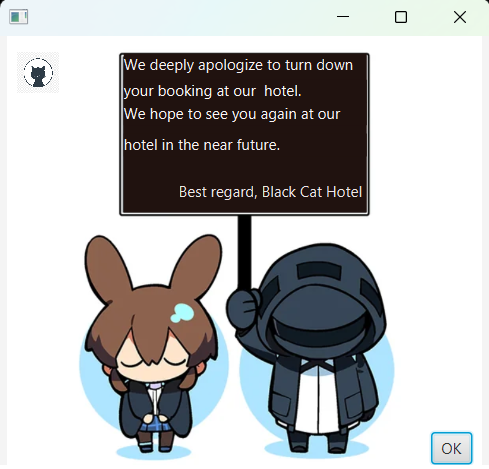 We deeply apologize to turn down
your booking at our  hotel.
We hope to see you again at our
hotel in the near future.
Best regard, Black Cat Hotel
OK